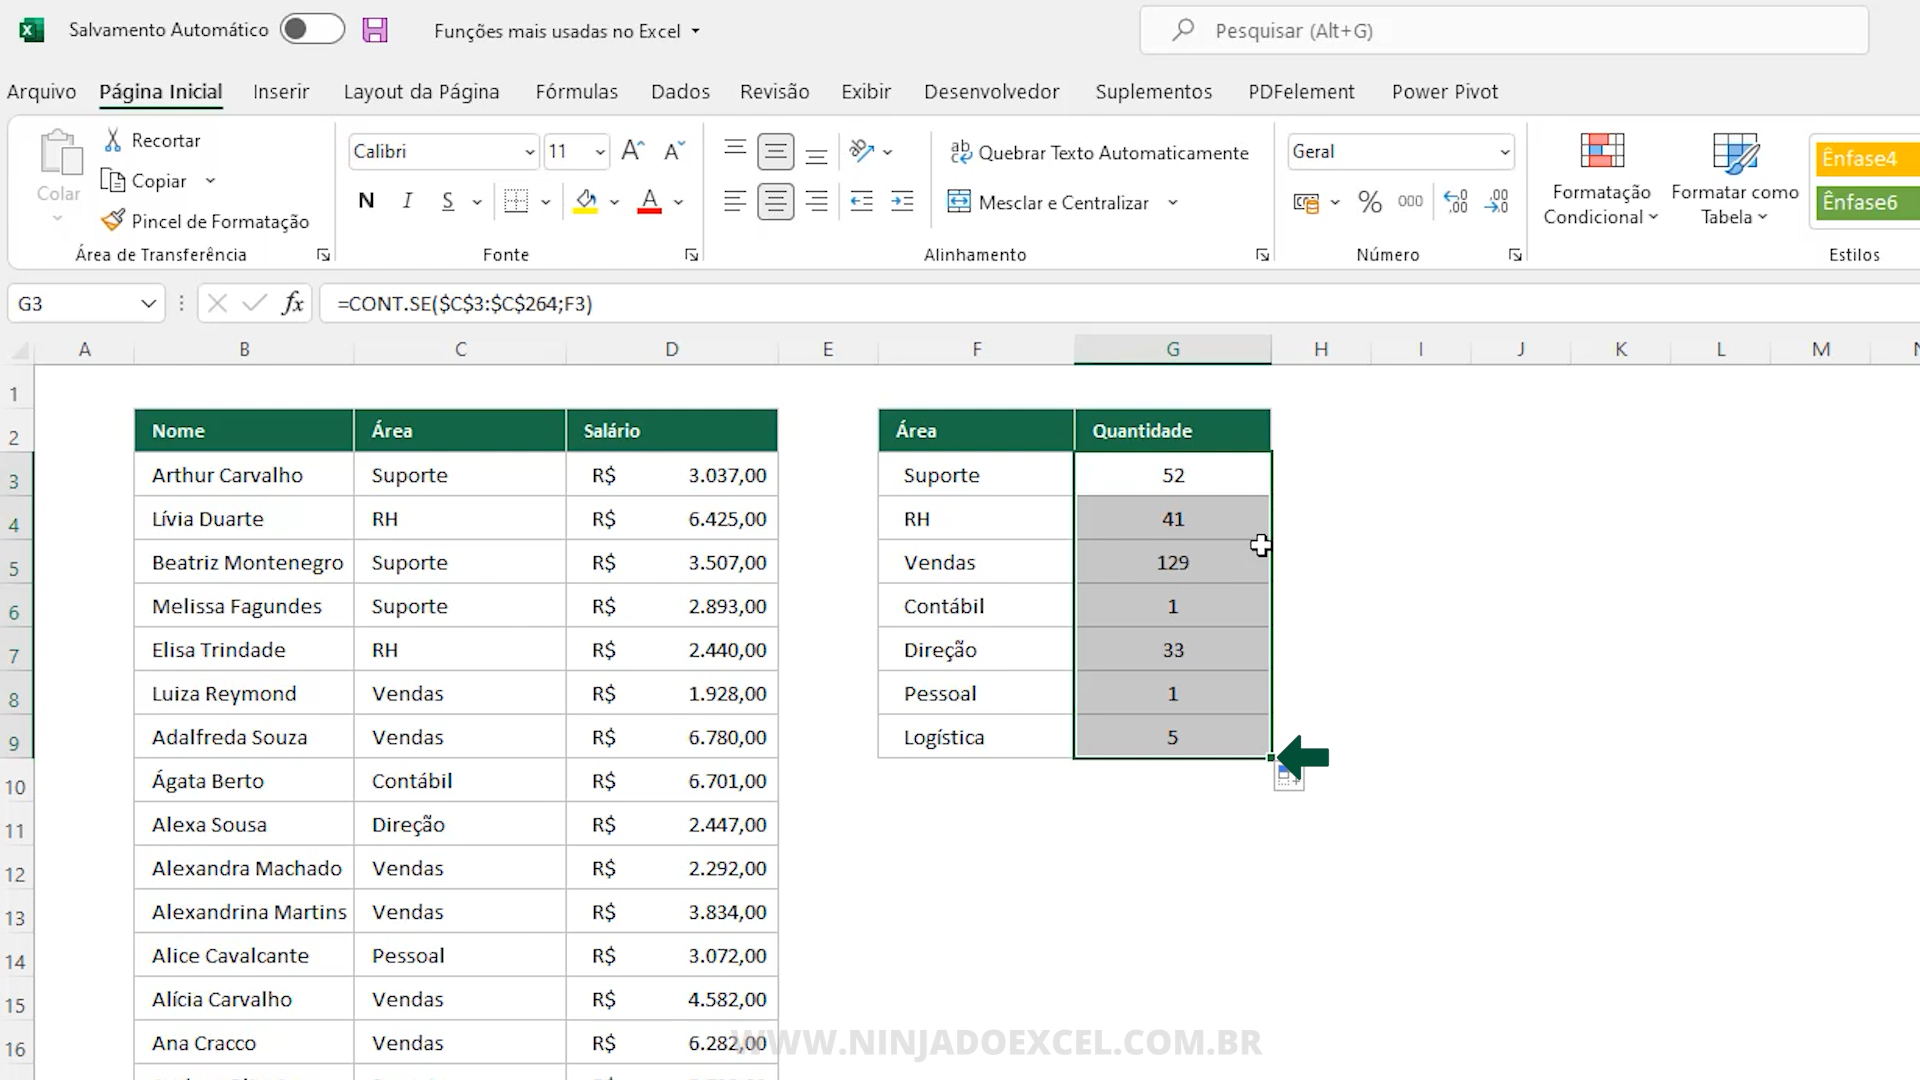 Salvamento Automático
Funções mais usadas no Excel
Pesquisar (Alt+G)
Arquivo Página Inicial Inserir Layout da Página Fórmulas Dados Revisão Exibir Desenvolvedor Suplementos PDFelement Power Pivot
Colar
Recortar
Copiar
Pincel de Formatação
Área de Transferência
Calibri 11
N I S
Fonte
Quebrar Texto Automaticamente
Mesclar e Centralizar
Alinhamento
Geral
% 000
Número
Formatação Condicional
Formatar como Tabela
Ênfase4
Ênfase6
Estilos
G3 fx =CONT.SE($C$3:$C$264;F3)
A B C D E F G H I J K L M
1
2 Nome Área Salário Área Quantidade
3 Arthur Carvalho Suporte R$ 3.037,00 Suporte 52
4 Lívia Duarte RH R$ 6.425,00 RH 41
5 Beatriz Montenegro Suporte R$ 3.507,00 Vendas 129
6 Melissa Fagundes Suporte R$ 2.893,00 Contábil 1
7 Elisa Trindade RH R$ 2.440,00 Direção 33
8 Luiza Reymond Vendas R$ 1.928,00 Pessoal 1
9 Adalfreda Souza Vendas R$ 6.780,00 Logística 5
10 Ágata Berto Contábil R$ 6.701,00
11 Alexa Sousa Direção R$ 2.447,00
12 Alexandra Machado Vendas R$ 2.292,00
13 Alexandrina Martins Vendas R$ 3.834,00
14 Alice Cavalcante Pessoal R$ 3.072,00
15 Alícia Carvalho Vendas R$ 4.582,00
16 Ana Cracco Vendas R$ 6.282,00
WWW.NINJADOEXCEL.COM.BR